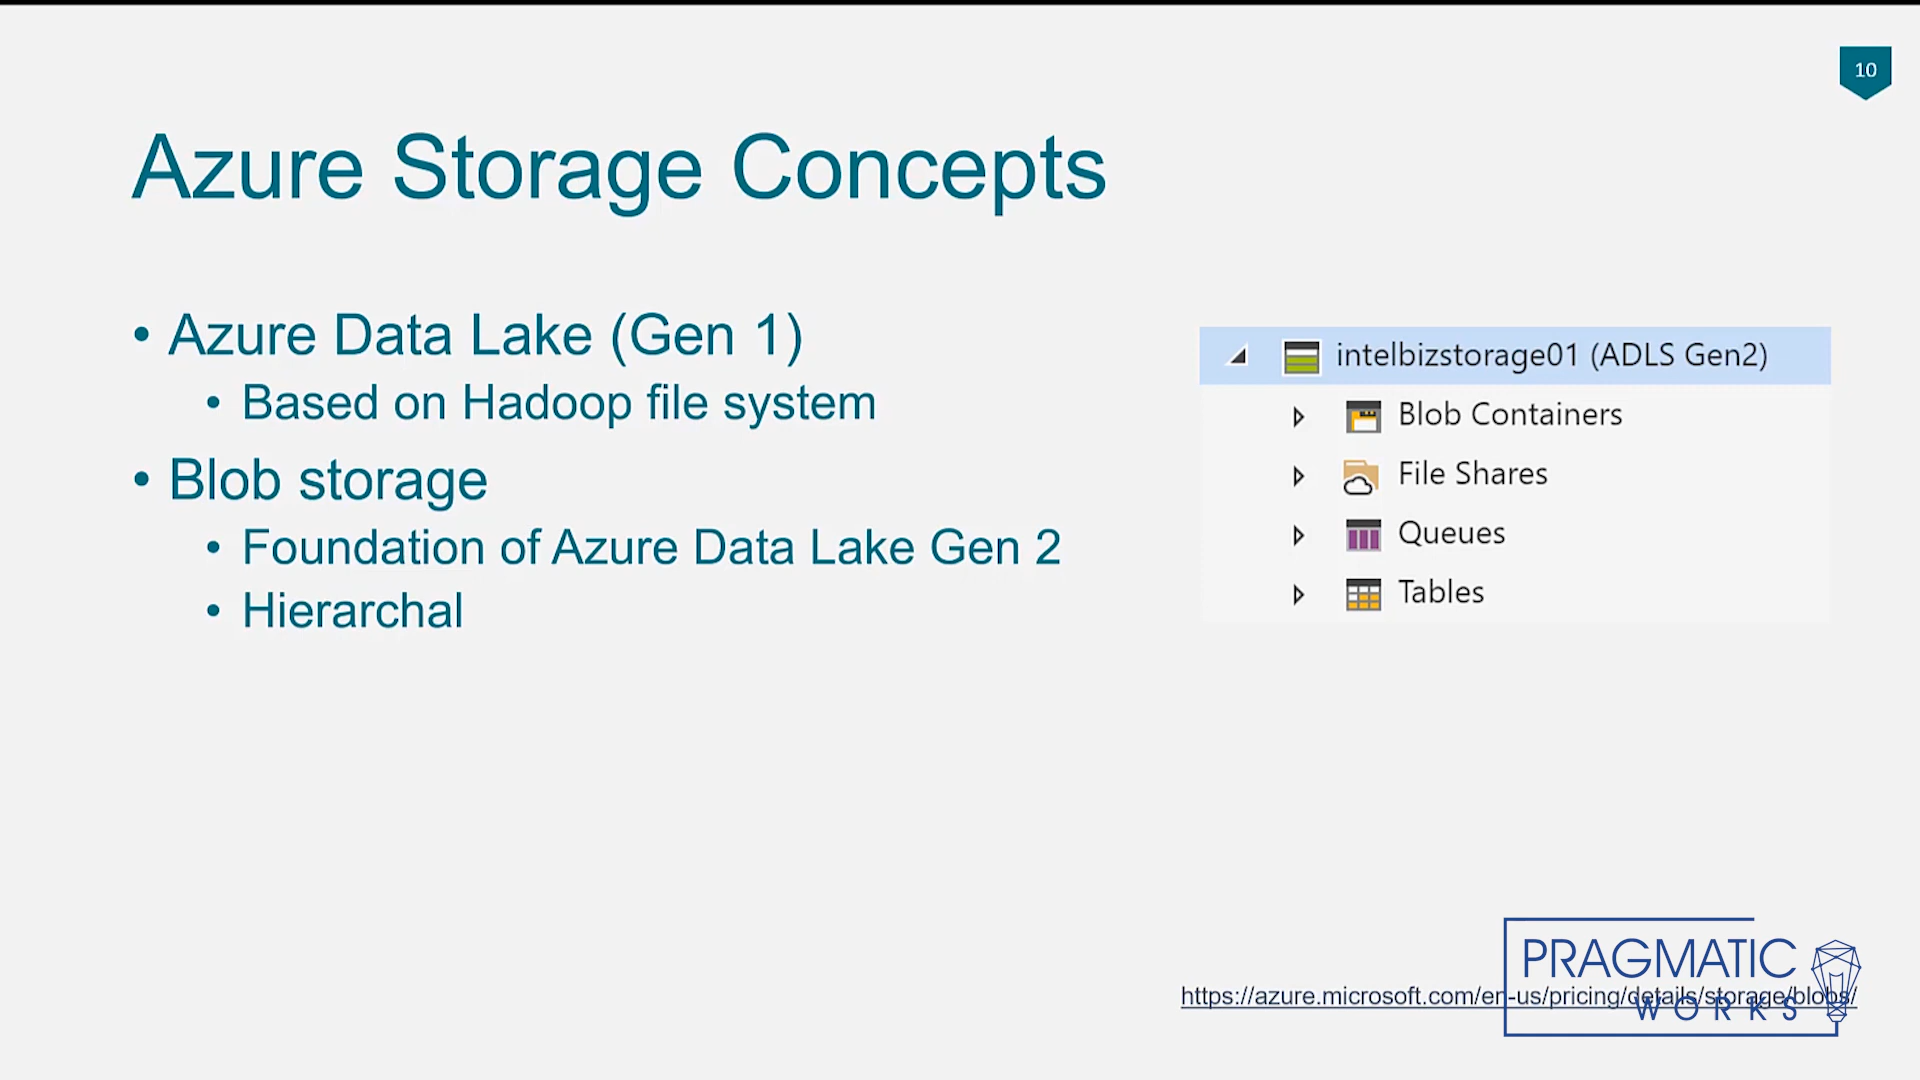 10
Azure Storage Concepts
• Azure Data Lake (Gen 1)
• Based on Hadoop file system
• Blob storage
• Foundation of Azure Data Lake Gen 2
• Hierarchal
intelbizstorage01 (ADLS Gen2)
Blob Containers
File Shares
Queues
Tables
https://azure.microsoft.com/en-us/pricing/details/storage/blobs/
PRAGMATIC
WORKS